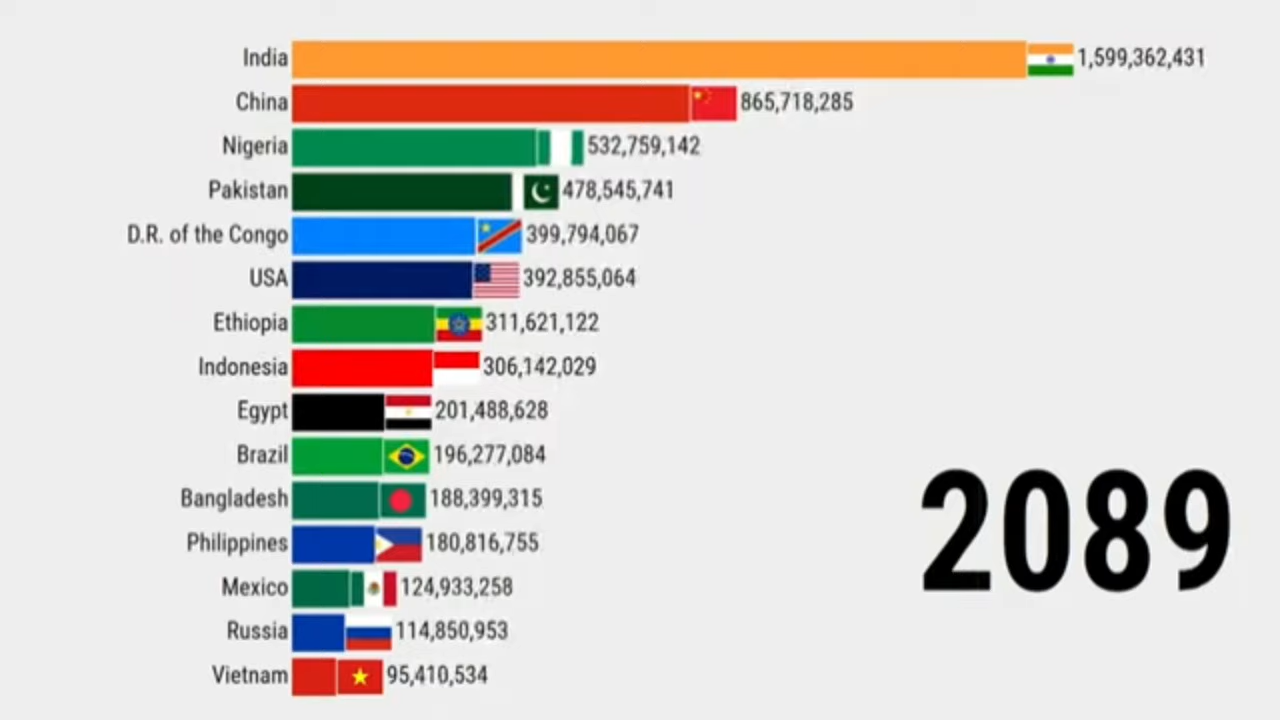 India 1,599,362,431
China 865,718,285
Nigeria 532,759,142
Pakistan 478,545,741
D.R. of the Congo 399,794,067
USA 392,855,064
Ethiopia 311,621,122
Indonesia 306,142,029
Egypt 201,488,628
Brazil 196,277,084
Bangladesh 188,399,315
Philippines 180,816,755
Mexico 124,933,258
Russia 114,850,953
Vietnam 95,410,534
2089